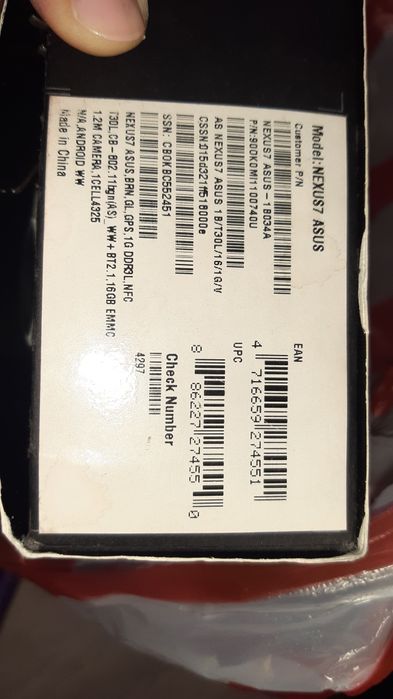 Model:NEXUS7 ASUS
Customer P/N
NEXUS7 ASUS-1B034A
P/N:90OK0MI1100740U
AS NEXUS7 ASUS 1B/T30L/16/1G/V
CSSN:015d321ff518000e
SSN: CBOKBC552451
NEXUS7 ASUS,BRN,GL,GPS,1G DDR3L,NFC
T30L,CB-802.11bgn(AS)_WW+BT2.1,16GB EMMC
1.2M CAMERA,1CELL4325
N/A,ANDROID WW
Made in China
EAN
4 716659 274551
UPC
8 86227 27455 0
Check Number
4297